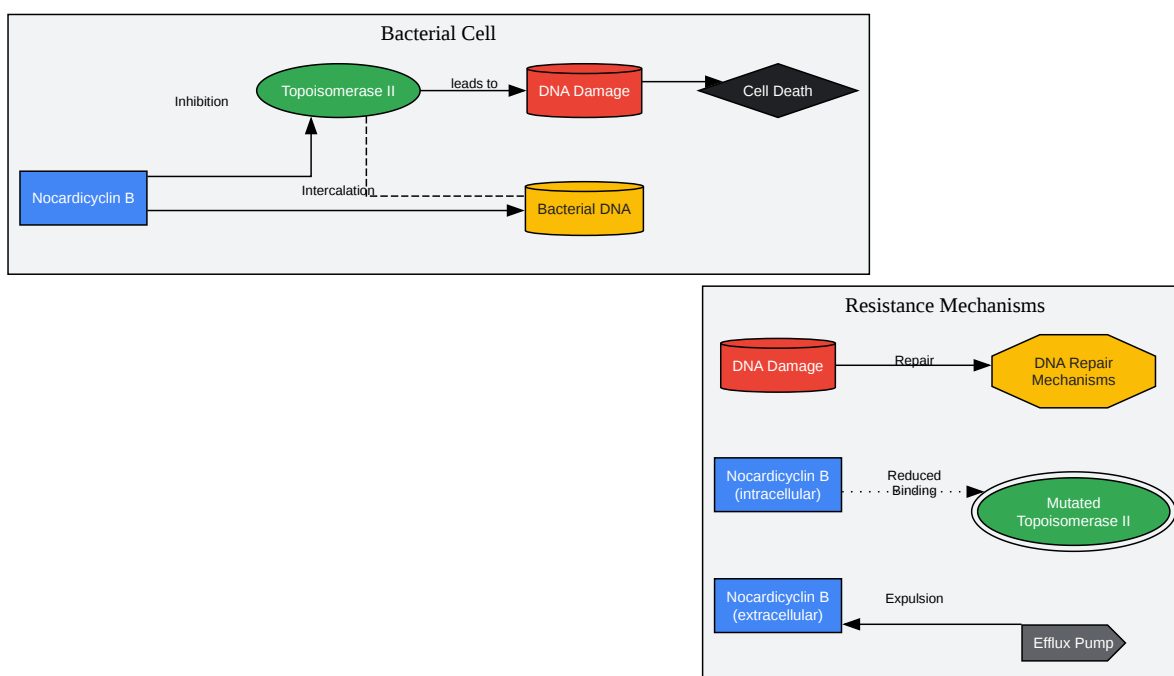 Bacterial Cell
Topoisomerase II
leads to
DNA Damage
Cell Death
Inhibition
Nocardicyclin B
Intercalation
Bacterial DNA
Resistance Mechanisms
DNA Damage
Repair
DNA Repair
Mechanisms
Nocardicyclin B
(intracellular)
Reduced
Binding
Mutated
Topoisomerase II
Nocardicyclin B
(extracellular)
Expulsion
Efflux Pump